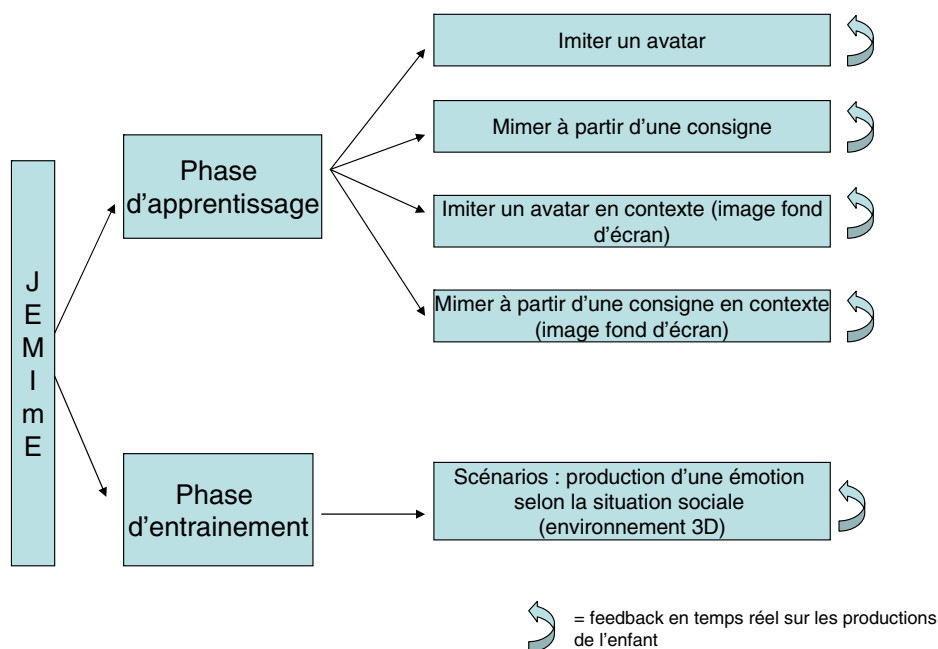 Imiter un avatar
Mimer à partir d'une consigne
Phase
d'apprentissage
Imiter un avatar en contexte (image fond
d'écran)
Mimer à partir d'une consigne en contexte
(image fond d'écran)
J
E
M
I
m
E
Phase
d'entrainement
Scénarios : production d'une émotion
selon la situation sociale
(environnement 3D)
= feedback en temps réel sur les productions
de l'enfant